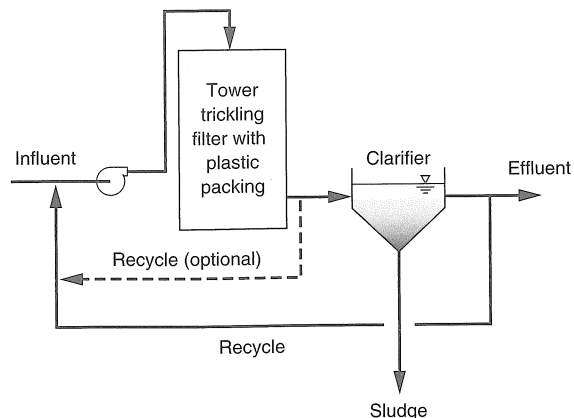 Tower
trickling
filter with
plastic
packing
Influent
Clarifier
Effluent
Recycle (optional)
Recycle
Sludge